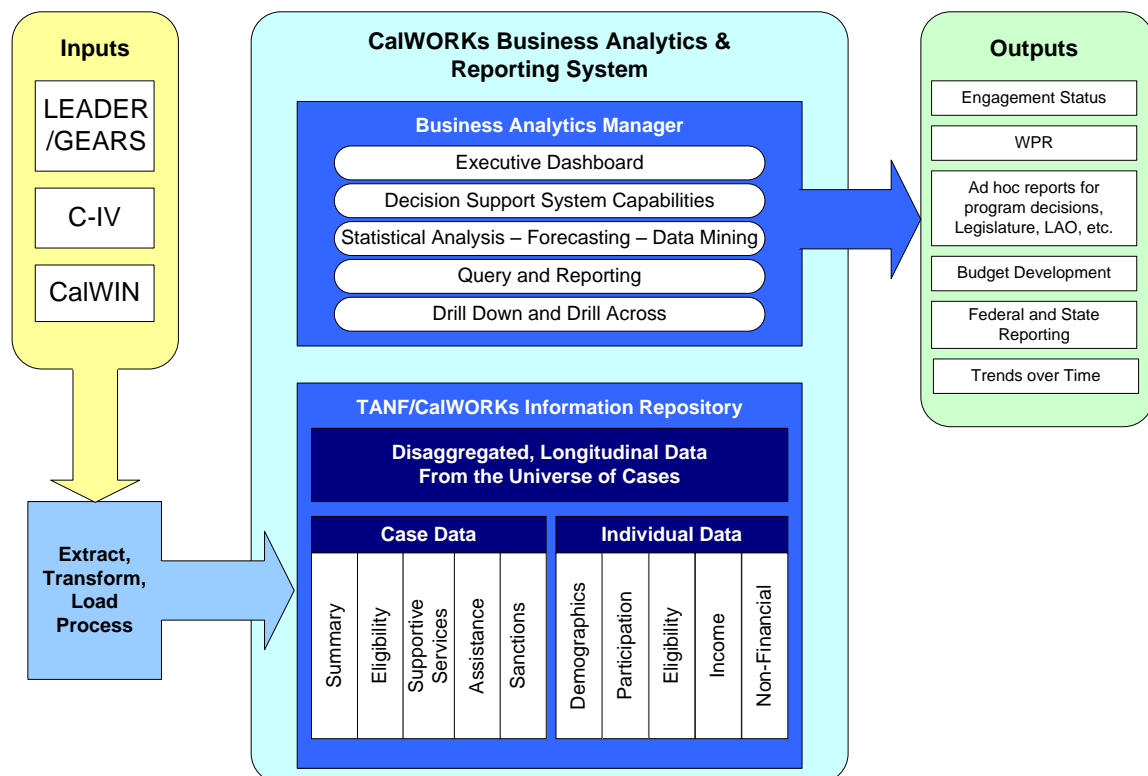 Inputs
LEADER
/GEARS
C-IV
CalWIN
Extract,
Transform,
Load
Process
CalWORKs Business Analytics &
Reporting System
Business Analytics Manager
Executive Dashboard
Decision Support System Capabilities
Statistical Analysis – Forecasting – Data Mining
Query and Reporting
Drill Down and Drill Across
TANF/CalWORKs Information Repository
Disaggregated, Longitudinal Data
From the Universe of Cases
Case Data
Summary
Eligibility
Supportive
Services
Assistance
Sanctions
Individual Data
Demographics
Participation
Eligibility
Income
Non-Financial
Outputs
Engagement Status
WPR
Ad hoc reports for
program decisions,
Legislature, LAO, etc.
Budget Development
Federal and State
Reporting
Trends over Time